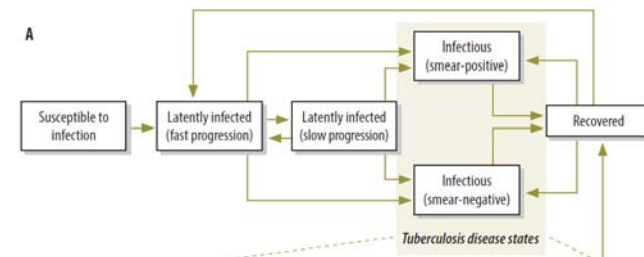 A
Susceptible to
infection
Latently infected
(fast progression)
Latently infected
(slow progression)
Infectious
(smear-positive)
Infectious
(smear-negative)
Recovered
Tuberculosis disease states